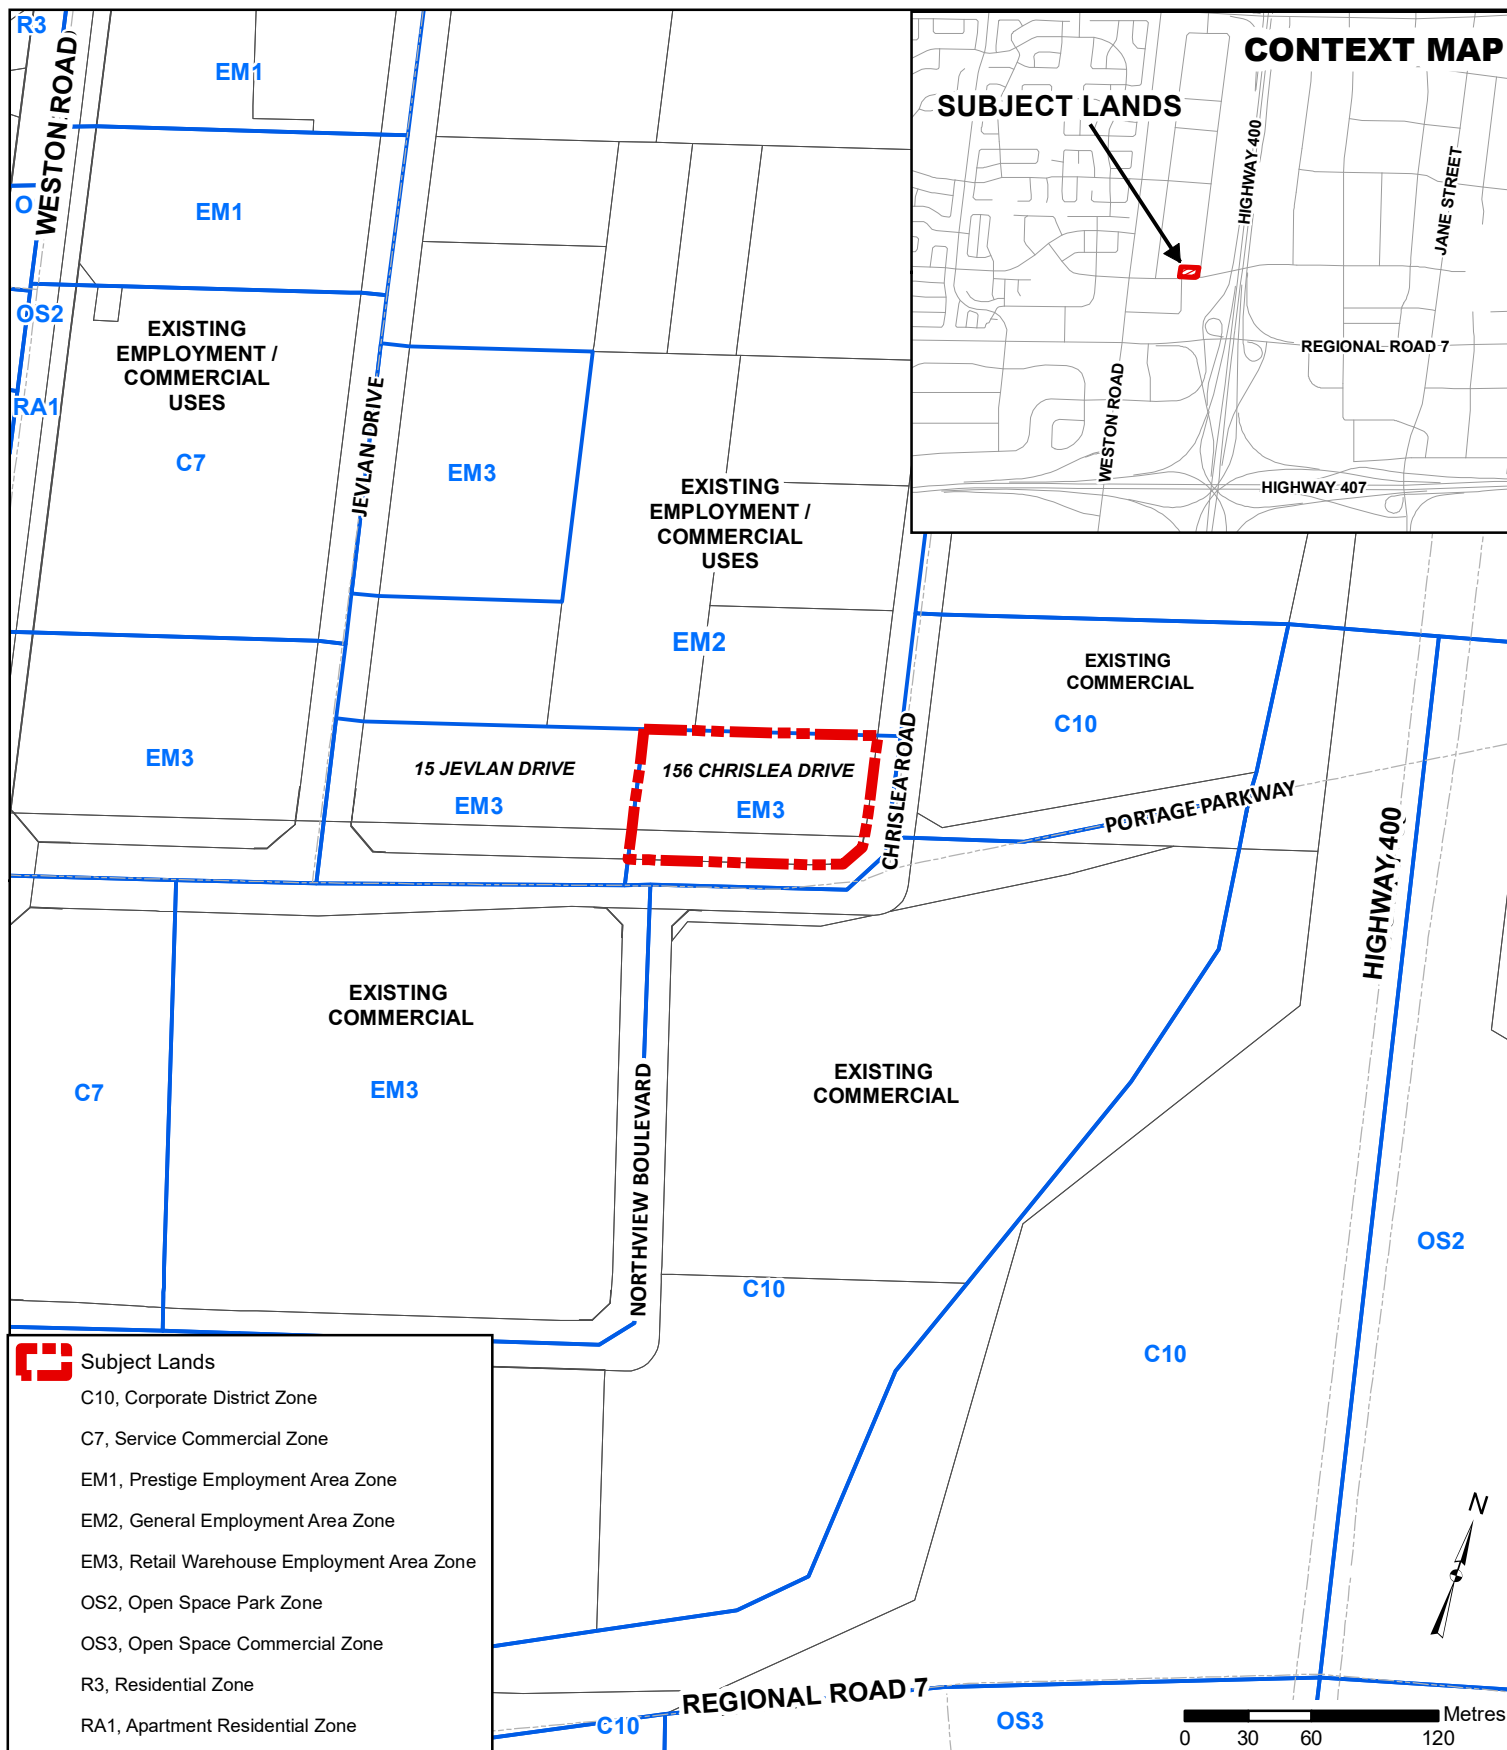 R3
WESTON ROAD
EM1
CONTEXT MAP
SUBJECT LANDS
HIGHWAY 400
JANE STREET
REGIONAL ROAD 7
WESTON ROAD
HIGHWAY 407
O
EM1
OS2
EXISTING
EMPLOYMENT /
COMMERCIAL
USES
RA1
C7
JEVLAN DRIVE
EM3
EXISTING
EMPLOYMENT /
COMMERCIAL
USES
EM2
EXISTING
COMMERCIAL
C10
EM3
15 JEVLAN DRIVE
EM3
156 CHRISLEA DRIVE
EM3
CHRISLEA ROAD
PORTAGE PARKWAY
HIGHWAY 400
EXISTING
COMMERCIAL
C7
EM3
NORTHVIEW BOULEVARD
EXISTING
COMMERCIAL
C10
OS2
C10
Subject Lands
C10, Corporate District Zone
C7, Service Commercial Zone
EM1, Prestige Employment Area Zone
EM2, General Employment Area Zone
EM3, Retail Warehouse Employment Area Zone
OS2, Open Space Park Zone
OS3, Open Space Commercial Zone
R3, Residential Zone
RA1, Apartment Residential Zone
N
REGIONAL ROAD 7
C10
OS3
Metres
0 30 60 120